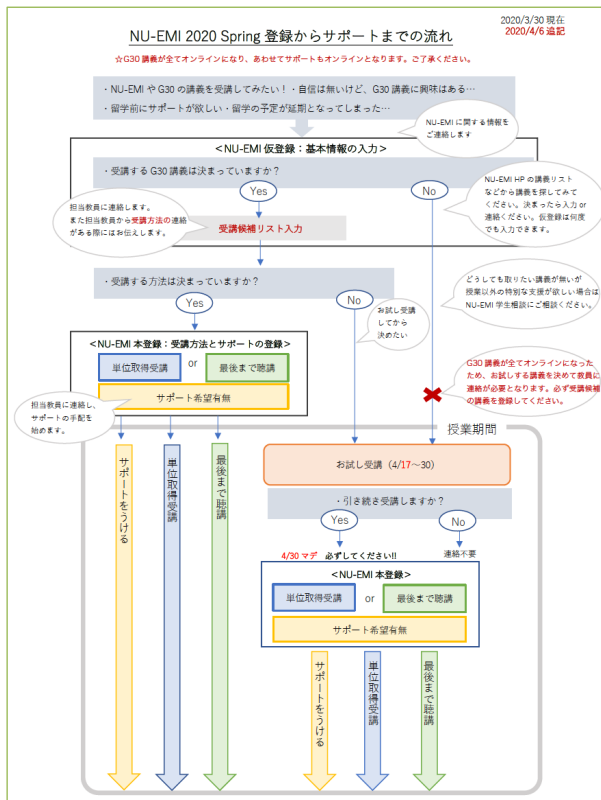 2020/3/30 現在
2020/4/6 追記
NU-EMI 2020 Spring 登録からサポートまでの流れ
☆G30 講義が全てオンラインになり、あわせてサポートもオンラインとなります。ご了承ください。
・NU-EMI や G30 の講義を受講してみたい!・自信は無いけど、G30 講義に興味はある…
・留学前にサポートが欲しい・留学の予定が延期となってしまった…
NU-EMI に関する情報を
ご連絡します
<NU-EMI 仮登録:基本情報の入力>
・受講する G30 講義は決まっていますか?
Yes
No
担当教員に連絡します。
また担当教員から受講方法の連絡
がある際にはお伝えします。
受講候補リスト入力
NU-EMI HP の講義リスト
などから講義を探してみて
ください。決まったら入力 or
連絡ください。仮登録は何度
でも入力できます。
・受講する方法は決まっていますか?
Yes
No
お試し受講
してから
決めたい
どうしても取りたい講義が無いが
授業以外の特別な支援が欲しい場合は
NU-EMI 学生相談にご相談ください。
<NU-EMI 本登録:受講方法とサポートの登録>
単位取得受講 or 最後まで聴講
サポート希望有無
G30 講義が全てオンラインになった
ため、お試しする講義を決めて教員に
連絡が必要となります。必ず受講候補
の講義を登録してください。
担当教員に連絡し、
サポートの手配を
始めます。
授業期間
サポートをうける
単位取得受講
最後まで聴講
お試し受講(4/17~30)
・引き続き受講しますか?
Yes
No
4/30 マデ 必ずしてください!!
連絡不要
<NU-EMI 本登録>
単位取得受講 or 最後まで聴講
サポート希望有無
サポートをうける
単位取得受講
最後まで聴講